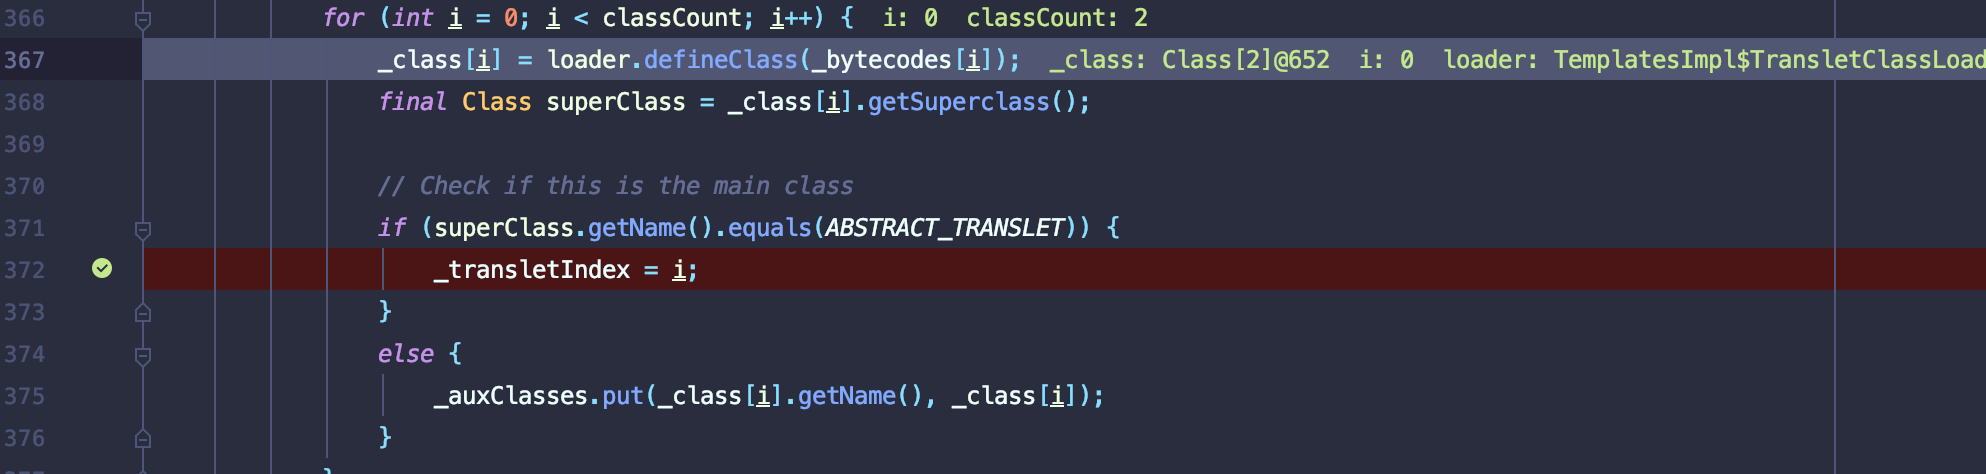 366 for (int i = 0; i < classCount; i++) { i: 0 classCount: 2
367 _class[i] = loader.defineClass(_bytecodes[i]); _class: Class[2]@652 i: 0 loader: TemplatesImpl$TransletClassLoad
368 final Class superClass = _class[i].getSuperclass();
369
370 // Check if this is the main class
371 if (superClass.getName().equals(ABSTRACT_TRANSLET)) {
372 _transletIndex = i;
373 }
374 else {
375 _auxClasses.put(_class[i].getName(), _class[i]);
376 }